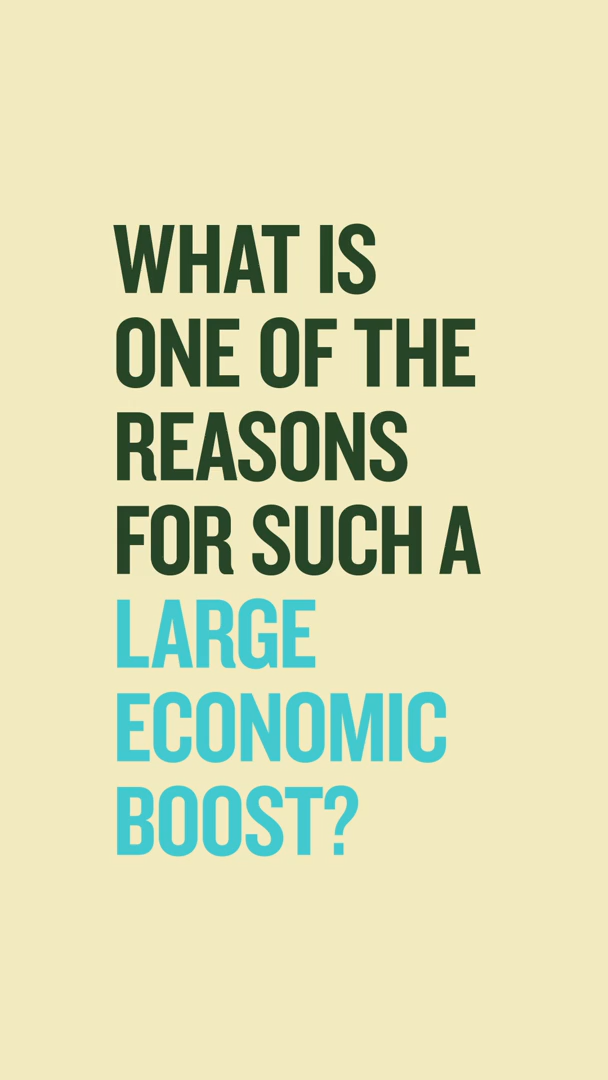 WHAT IS
ONE OF THE
REASONS
FOR SUCH A
LARGE
ECONOMIC
BOOST?